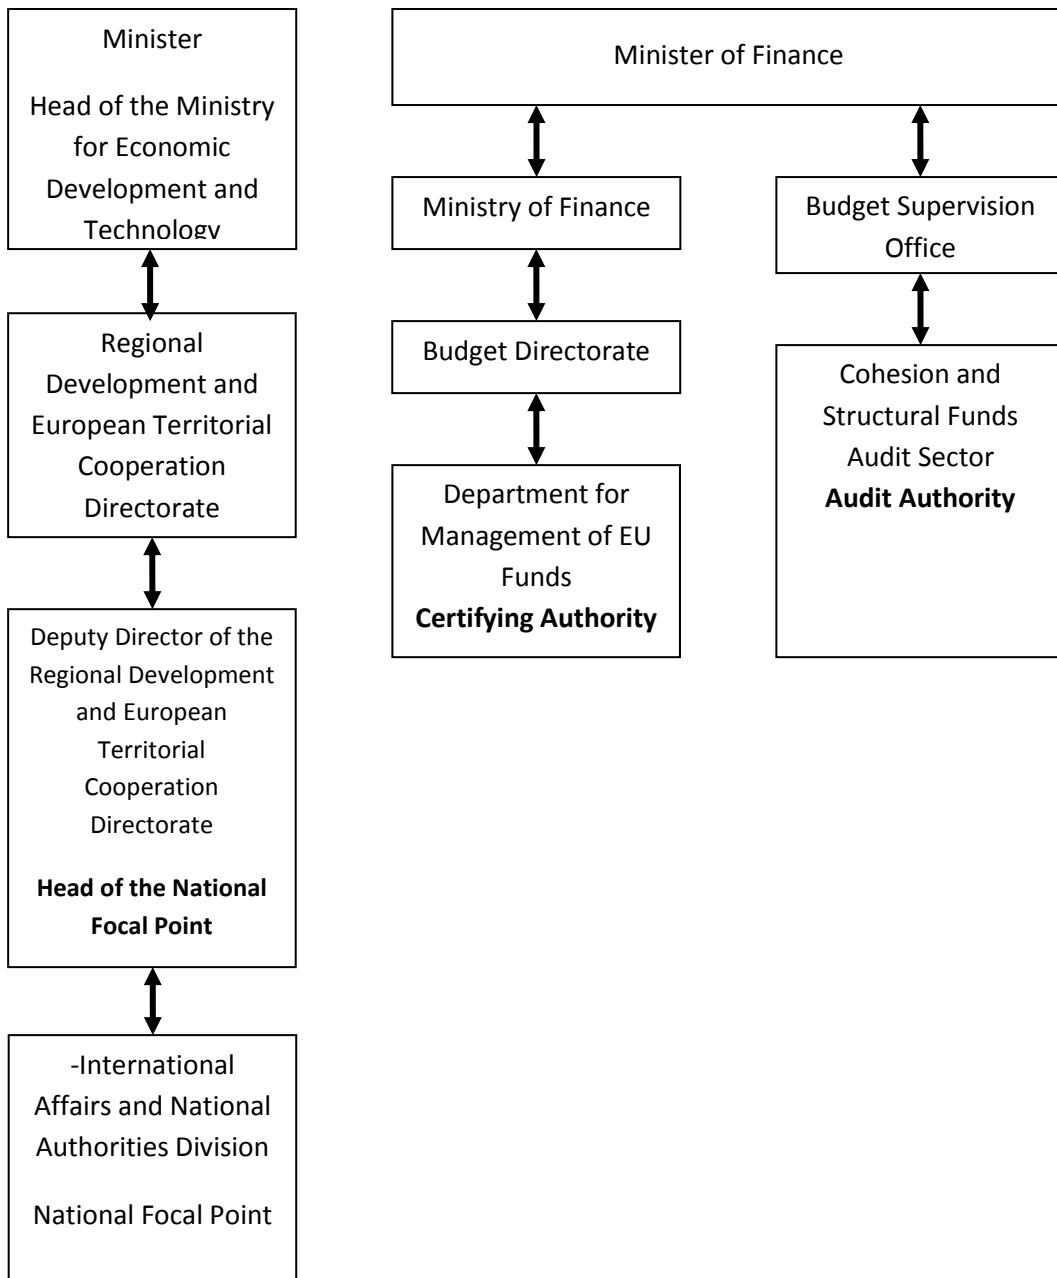 Minister
Head of the Ministry
for Economic
Development and
Technology
Regional
Development and
European Territorial
Cooperation
Directorate
Deputy Director of the
Regional Development
and European
Territorial
Cooperation
Directorate
Head of the National
Focal Point
-International
Affairs and National
Authorities Division
National Focal Point
Minister of Finance
Ministry of Finance
Budget Directorate
Department for
Management of EU
Funds
Certifying Authority
Budget Supervision
Office
Cohesion and
Structural Funds
Audit Sector
Audit Authority